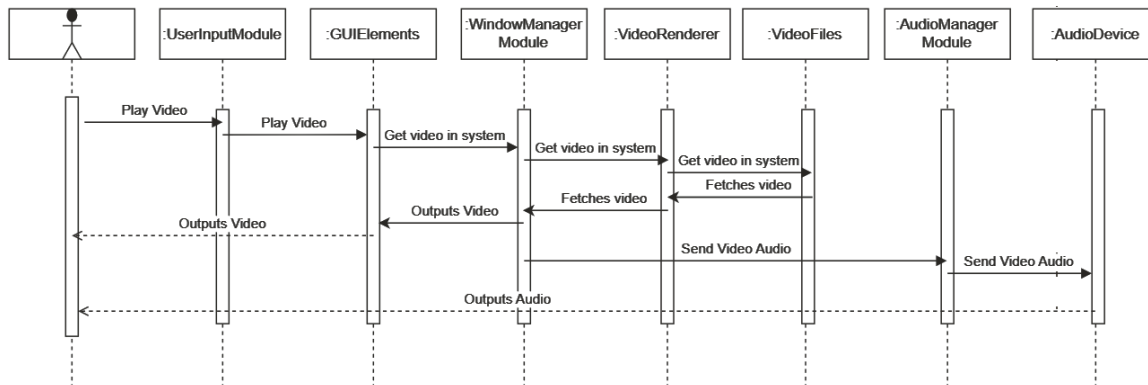 :UserInputModule
:GUIElements
:WindowManager
Module
:VideoRenderer
:VideoFiles
:AudioManager
Module
:AudioDevice
Play Video
Play Video
Get video in system
Get video in system
Get video in system
Fetches video
Fetches video
Outputs Video
Outputs Video
Send Video Audio
Send Video Audio
Outputs Audio